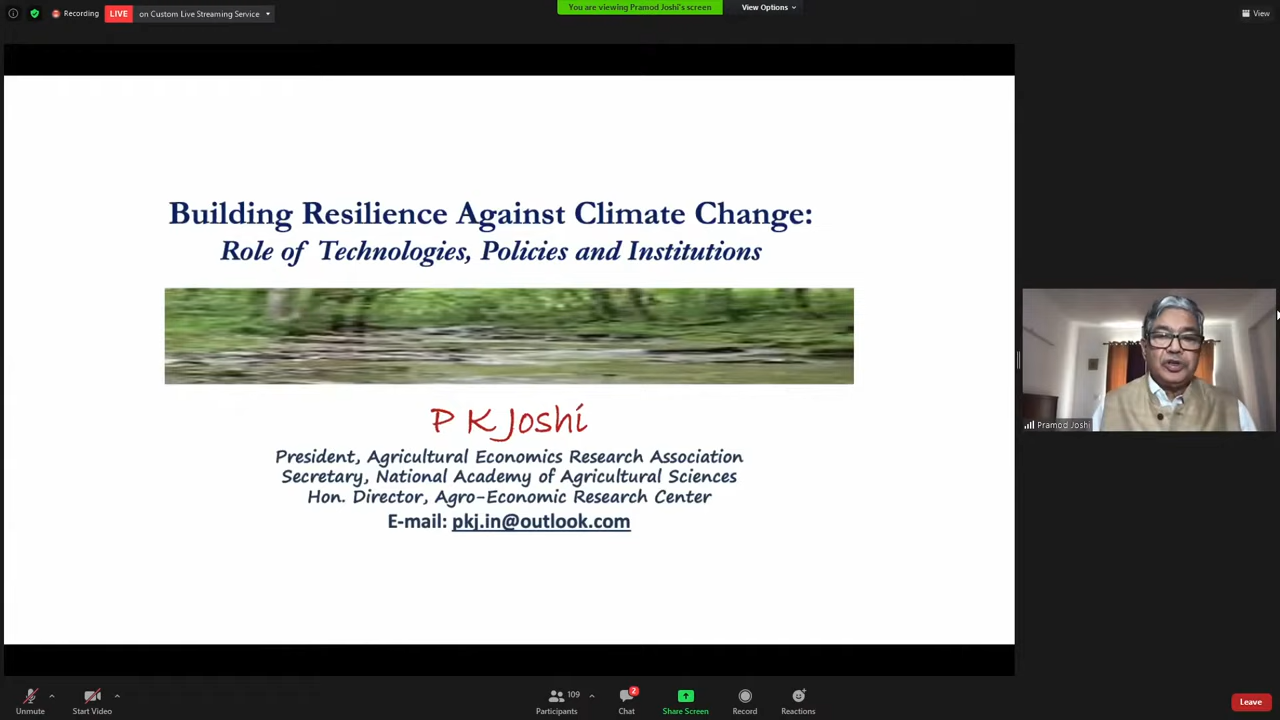 Recording
LIVE
on Custom Live Streaming Service
You are viewing Pramod Joshi's screen
View Options
View
Building Resilience Against Climate Change:
Role of Technologies, Policies and Institutions
P K Joshi
President, Agricultural Economics Research Association
Secretary, National Academy of Agricultural Sciences
Hon. Director, Agro-Economic Research Center
E-mail: pkj.in@outlook.com
Pramod Joshi
Unmute
Start Video
109
Participants
2
Chat
Share Screen
Record
Reactions
Leave